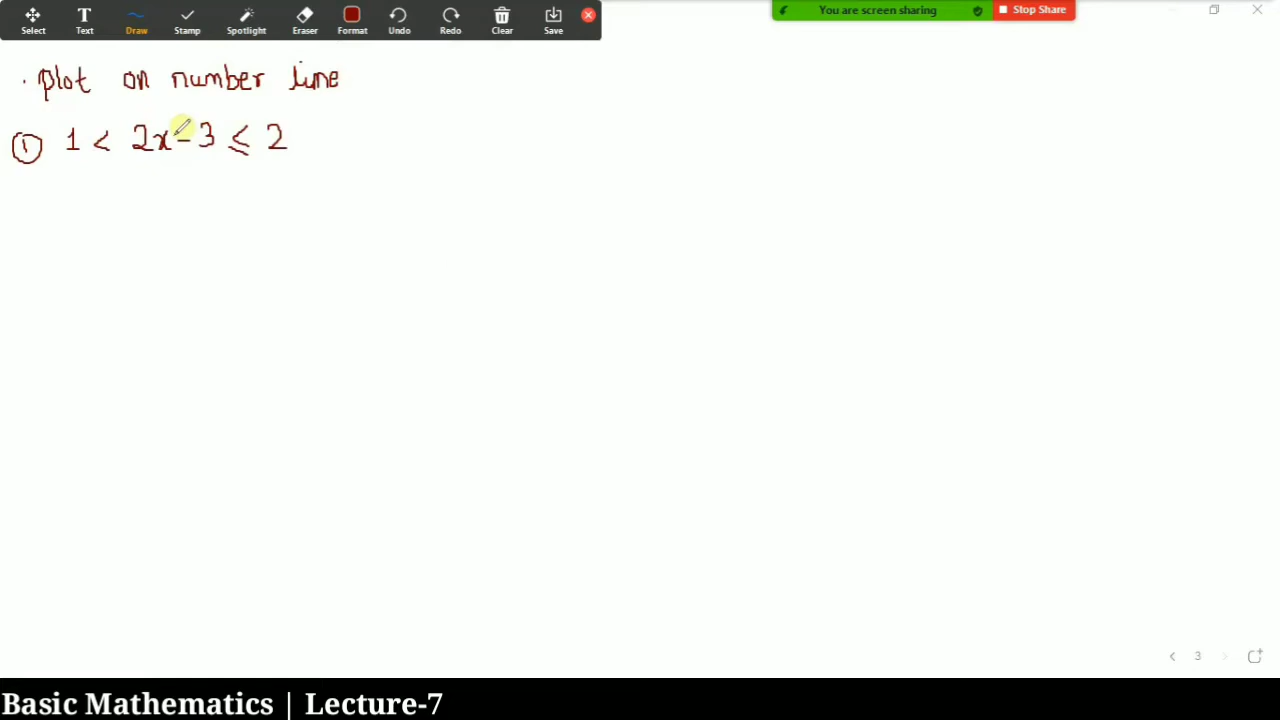 Select Text Draw Stamp Spotlight Eraser Format Undo Redo Clear Save
You are screen sharing Stop Share
. plot on number line
① 1 < 2x - 3 ≤ 2
3
Basic Mathematics | Lecture-7